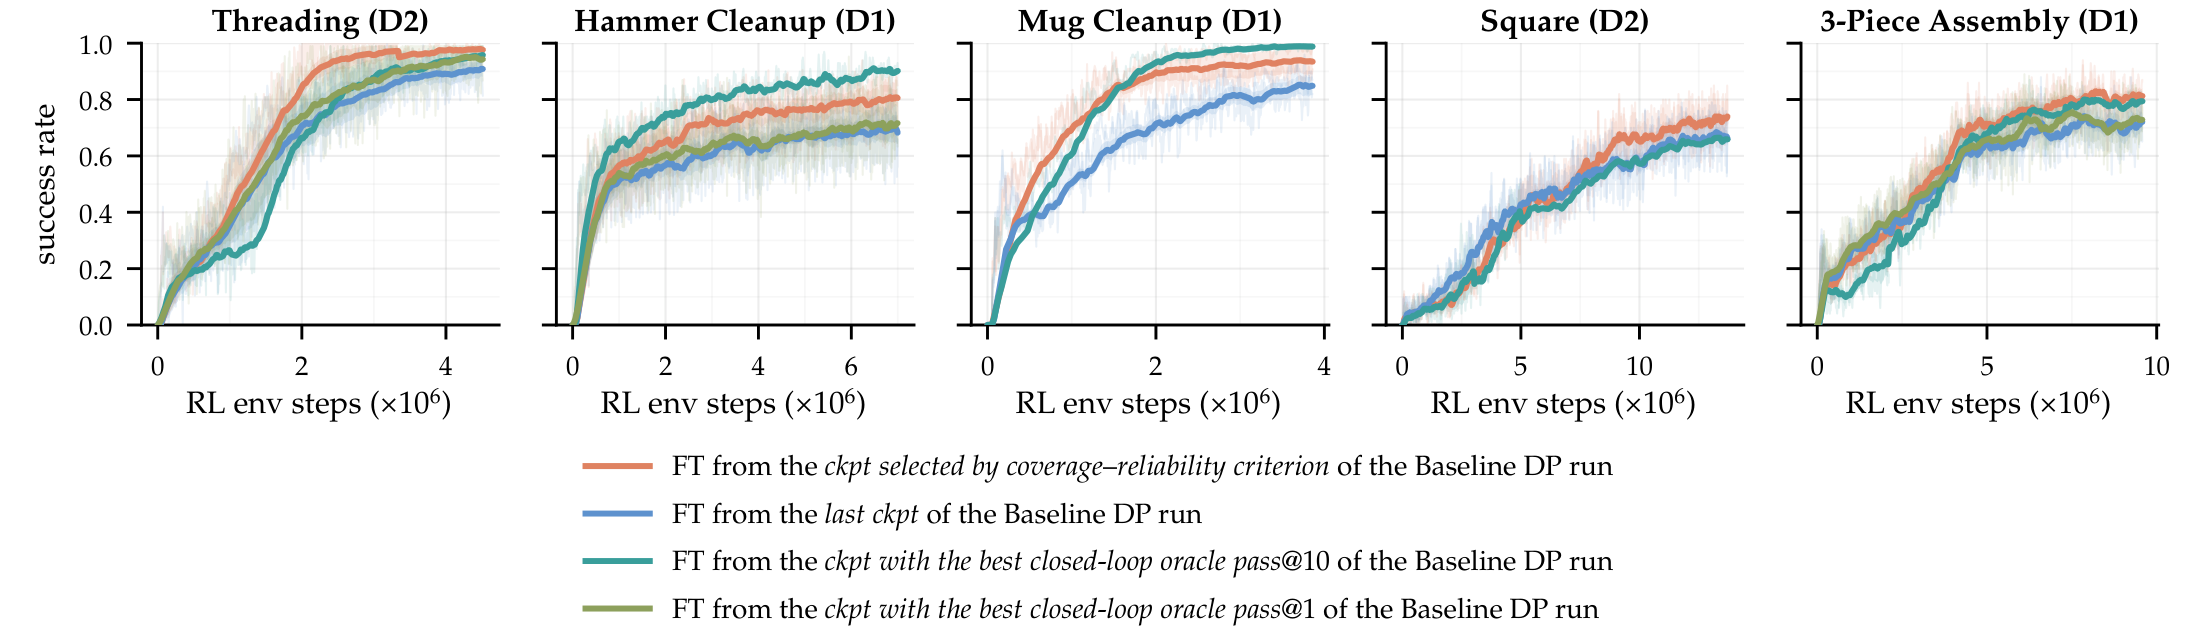 Threading (D2)
Hammer Cleanup (D1)
Mug Cleanup (D1)
Square (D2)
3-Piece Assembly (D1)
success rate
1.0
0.8
0.6
0.4
0.2
0.0
0 2 4
0 2 4 6
0 2 4
0 5 10
0 5 10
RL env steps (×10⁶)
RL env steps (×10⁶)
RL env steps (×10⁶)
RL env steps (×10⁶)
RL env steps (×10⁶)
FT from the ckpt selected by coverage–reliability criterion of the Baseline DP run
FT from the last ckpt of the Baseline DP run
FT from the ckpt with the best closed-loop oracle pass@10 of the Baseline DP run
FT from the ckpt with the best closed-loop oracle pass@1 of the Baseline DP run